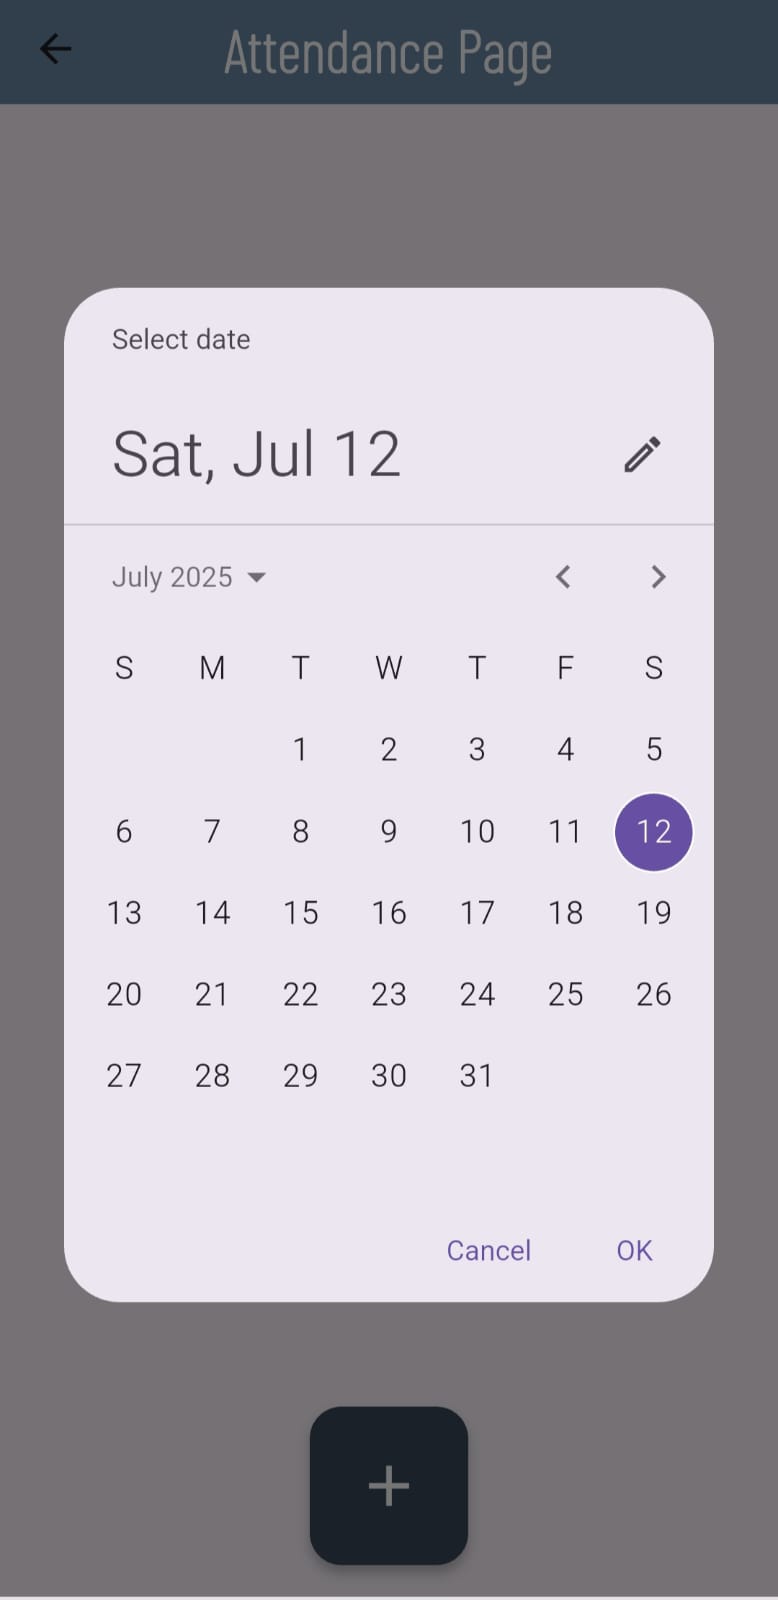 Attendance Page
Select date
Sat, Jul 12
July 2025
S M T W T F S
1 2 3 4 5
6 7 8 9 10 11 12
13 14 15 16 17 18 19
20 21 22 23 24 25 26
27 28 29 30 31
Cancel OK